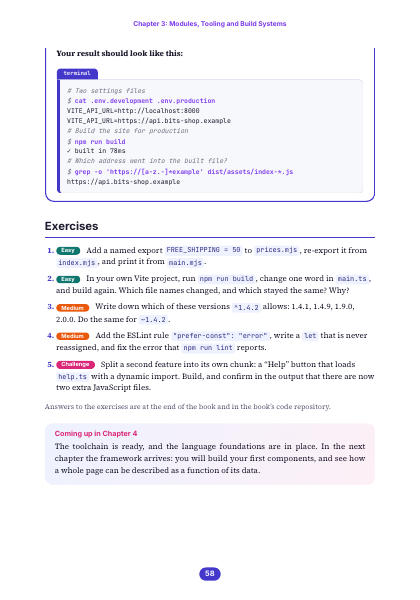 Chapter 3: Modules, Tooling and Build Systems
Your result should look like this:
terminal
# Two settings files
$ cat .env.development .env.production
VITE_API_URL=http://localhost:8000
VITE_API_URL=https://api.bits-shop.example
# Build the site for production
$ npm run build
✓ built in 78ms
# Which address went into the built file?
$ grep -o 'https://[a-z.-]*example' dist/assets/index-*.js
https://api.bits-shop.example
Exercises
1. Easy Add a named export FREE_SHIPPING = 50 to prices.mjs, re-export it from
index.mjs, and print it from main.mjs.
2. Easy In your own Vite project, run npm run build, change one word in main.ts,
and build again. Which file names changed, and which stayed the same? Why?
3. Medium Write down which of these versions ^1.4.2 allows: 1.4.1, 1.4.9, 1.9.0,
2.0.0. Do the same for ~1.4.2.
4. Medium Add the ESLint rule "prefer-const": "error", write a let that is never
reassigned, and fix the error that npm run lint reports.
5. Challenge Split a second feature into its own chunk: a “Help” button that loads
help.ts with a dynamic import. Build, and confirm in the output that there are now
two extra JavaScript files.
Answers to the exercises are at the end of the book and in the book’s code repository.
Coming up in Chapter 4
The toolchain is ready, and the language foundations are in place. In the next
chapter the framework arrives: you will build your first components, and see how
a whole page can be described as a function of its data.
58